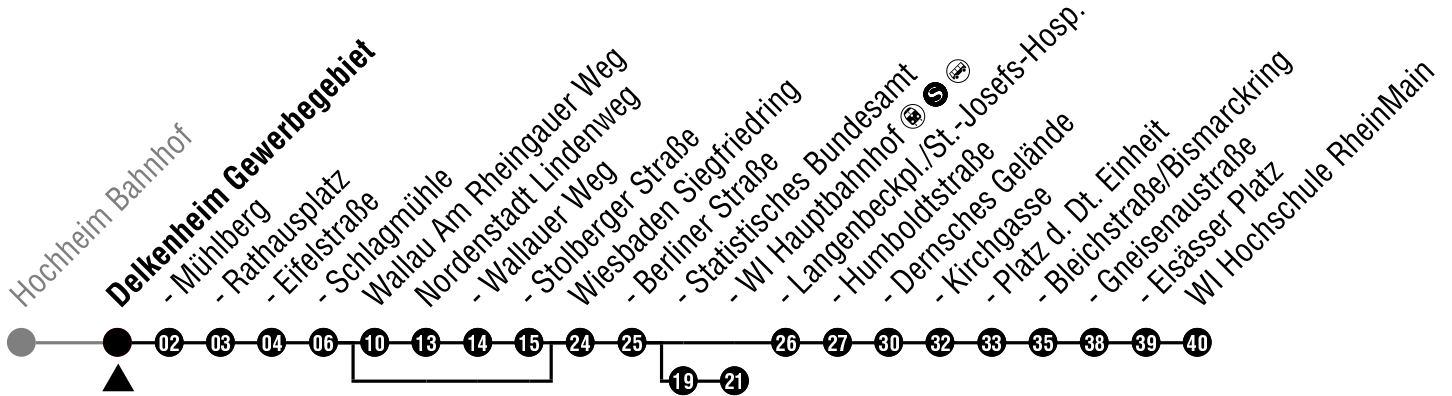 Hochheim Bahnhof
Delkenheim Gewerbegebiet
- Mühlberg
- Rathausplatz
- Eifelstraße
- Schlagmühle
Wallau Am Rheingauer Weg
Nordenstadt Lindenweg
- Wallauer Weg
- Stolberger Straße
Wiesbaden Siegfriedring
- Berliner Straße
- Statistisches Bundesamt
- WI Hauptbahnhof S
- Langenbeckpl./St.-Josefs-Hosp.
- Humboldtstraße
- Dernsches Gelände
- Kirchgasse
- Platz d. Dt. Einheit
- Bleichstraße/Bismarckring
- Gneisenaustraße
- Elsässer Platz
WI Hochschule RheinMain
02 03 04 06 10 13 14 15 24 25 26 27 30 32 33 35 38 39 40
19 21